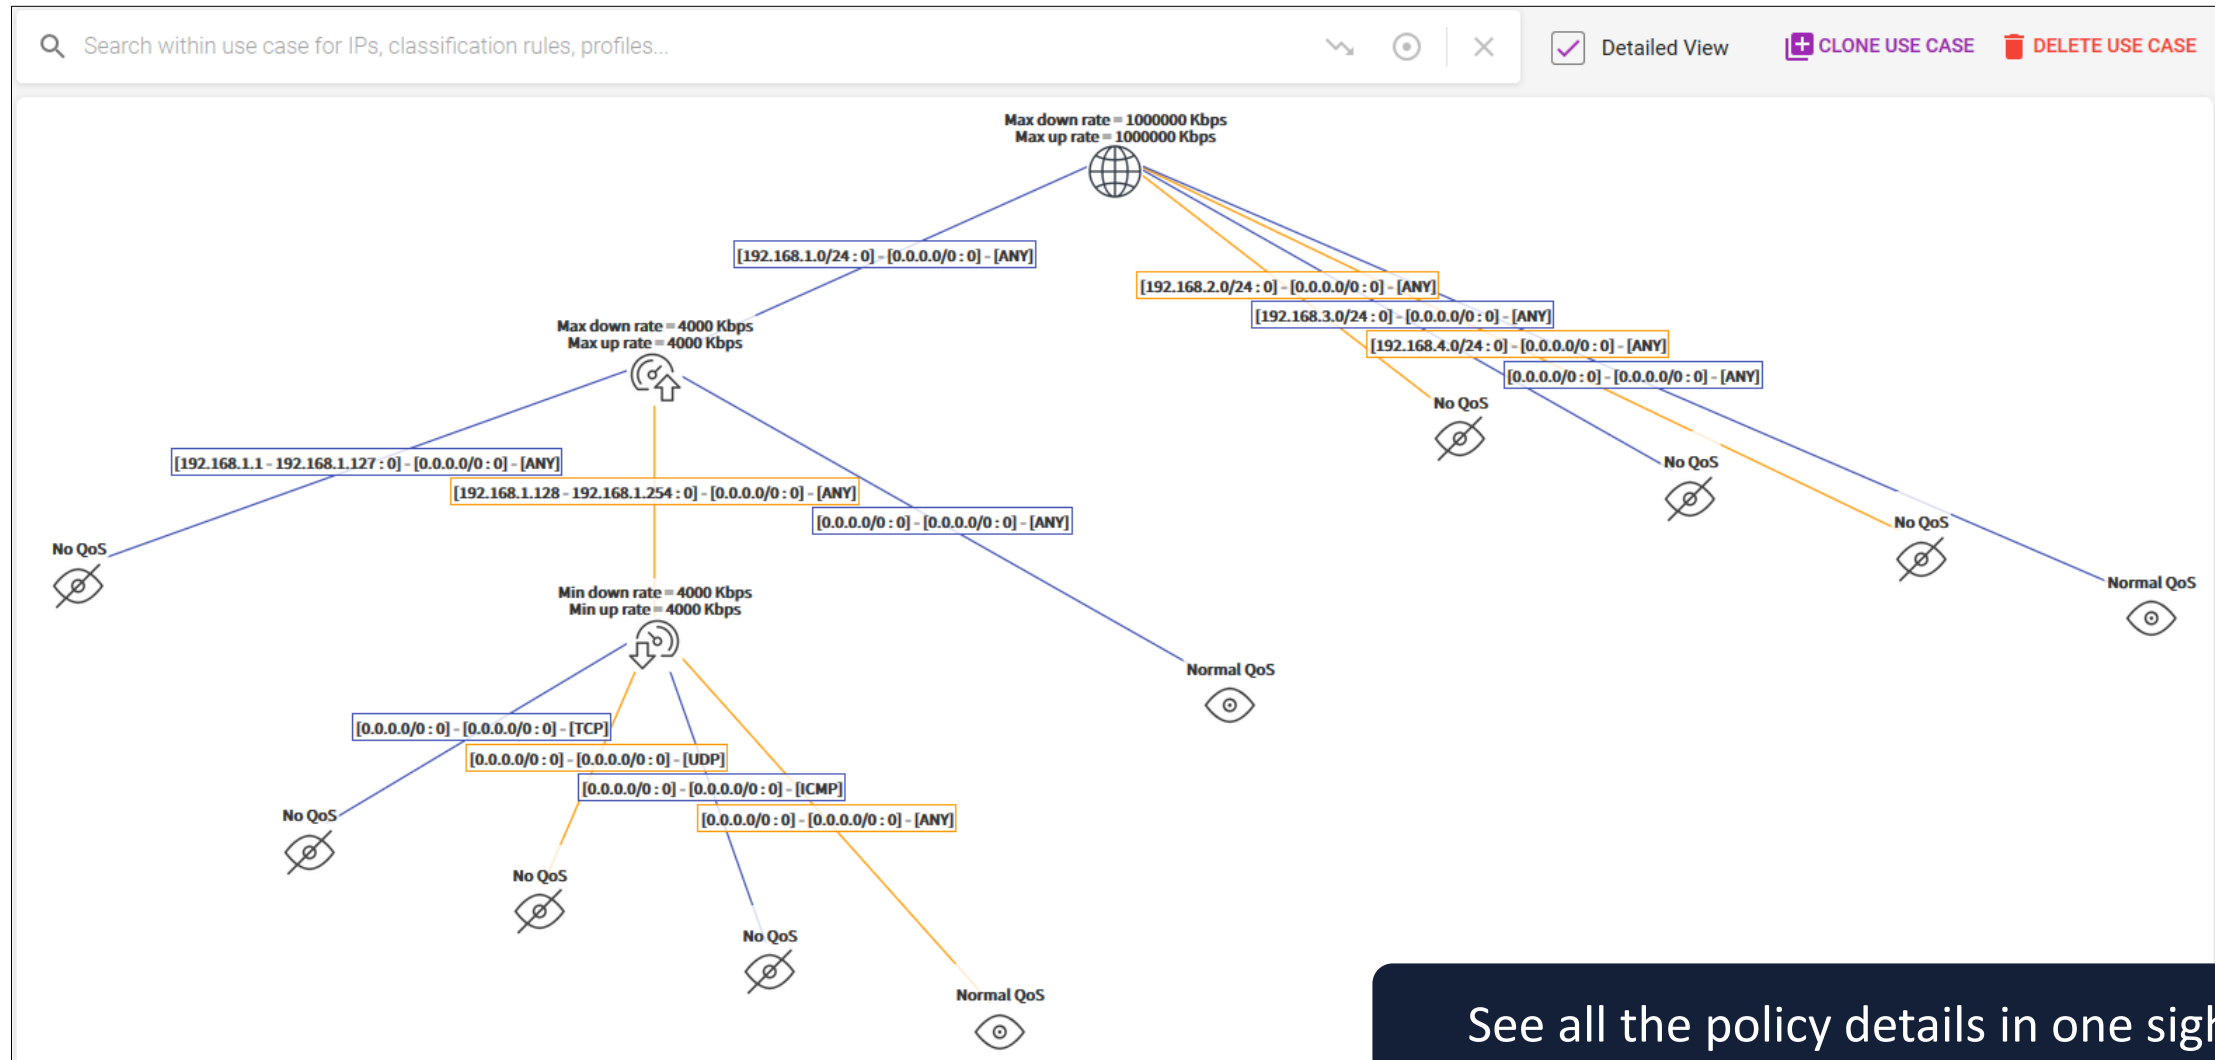 Search within use case for IPs, classification rules, profiles...
Detailed View
CLONE USE CASE
DELETE USE CASE
Max down rate = 1000000 Kbps
Max up rate = 1000000 Kbps
[192.168.1.0/24 : 0] - [0.0.0.0/0 : 0] - [ANY]
[192.168.2.0/24 : 0] - [0.0.0.0/0 : 0] - [ANY]
[192.168.3.0/24 : 0] - [0.0.0.0/0 : 0] - [ANY]
[192.168.4.0/24 : 0] - [0.0.0.0/0 : 0] - [ANY]
[0.0.0.0/0 : 0] - [0.0.0.0/0 : 0] - [ANY]
Max down rate = 4000 Kbps
Max up rate = 4000 Kbps
No QoS
No QoS
No QoS
Normal QoS
[192.168.1.1 - 192.168.1.127 : 0] - [0.0.0.0/0 : 0] - [ANY]
[192.168.1.128 - 192.168.1.254 : 0] - [0.0.0.0/0 : 0] - [ANY]
[0.0.0.0/0 : 0] - [0.0.0.0/0 : 0] - [ANY]
No QoS
Min down rate = 4000 Kbps
Min up rate = 4000 Kbps
Normal QoS
[0.0.0.0/0 : 0] - [0.0.0.0/0 : 0] - [TCP]
[0.0.0.0/0 : 0] - [0.0.0.0/0 : 0] - [UDP]
[0.0.0.0/0 : 0] - [0.0.0.0/0 : 0] - [ICMP]
[0.0.0.0/0 : 0] - [0.0.0.0/0 : 0] - [ANY]
No QoS
No QoS
No QoS
Normal QoS
See all the policy details in one